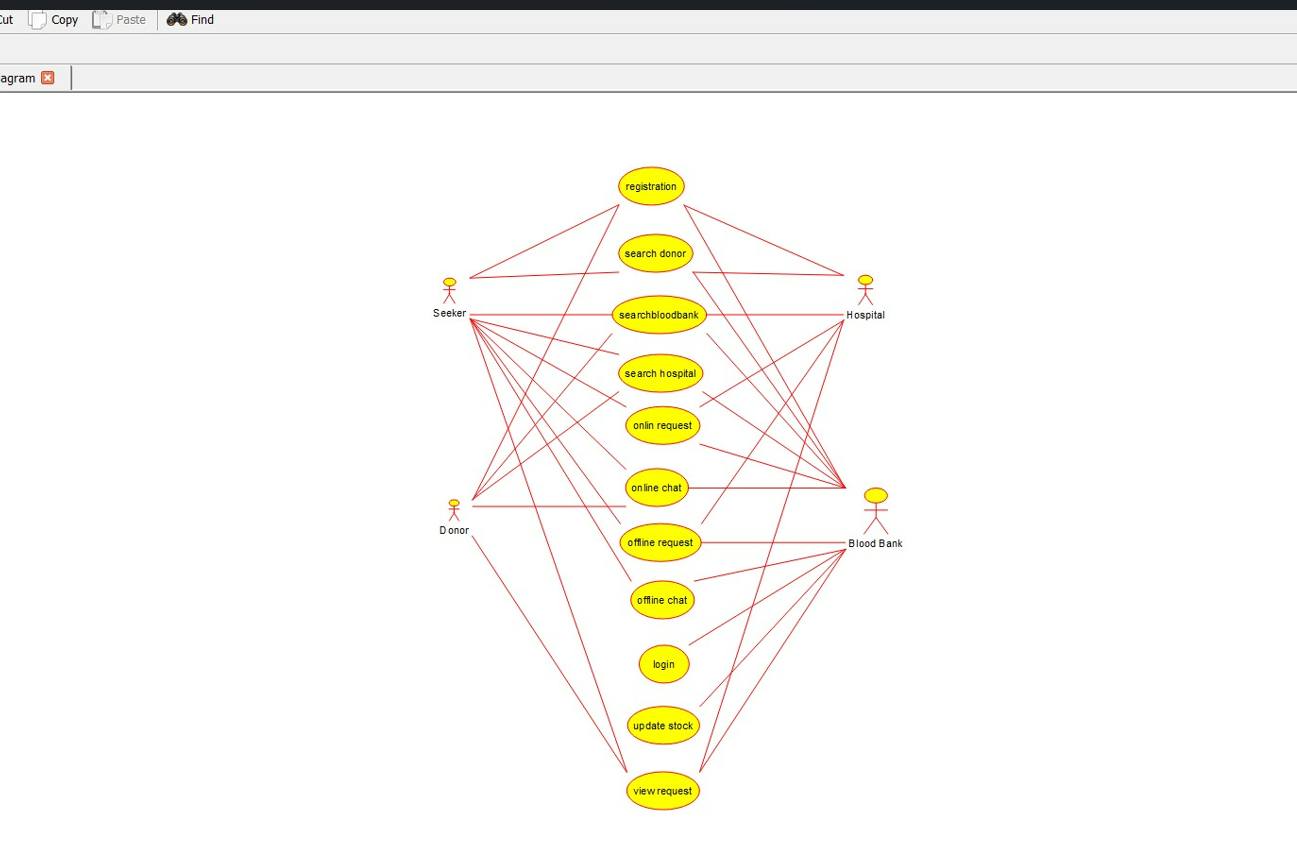 Cut Copy Paste Find
agram
registration
search donor
Seeker
searchbloodbank
Hospital
search hospital
onlin request
online chat
Donor
offline request
Blood Bank
offline chat
login
update stock
view request